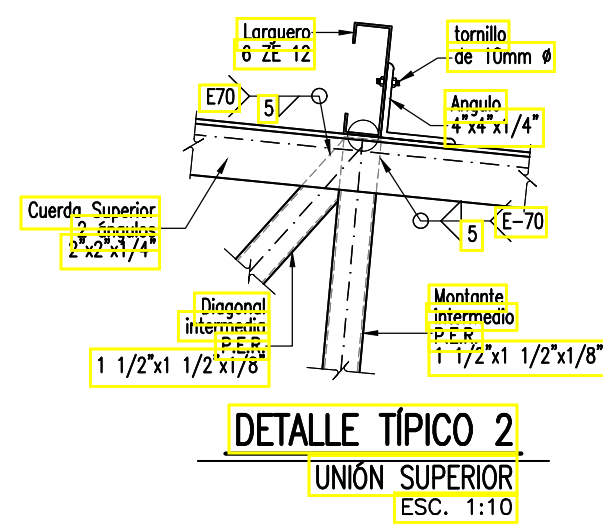 Larguero
6 ZE 12
tornillo
de 10mm ø
E70
5
Angulo
4"x4"x1/4"
Cuerda Superior
2 ángulos
2"x2"x1/4"
E-70
5
Diagonal
intermedia
P.E.R.
1 1/2"x1 1/2"x1/8"
Montante
intermedio
P.E.R.
1 1/2"x1 1/2"x1/8"
DETALLE TÍPICO 2
UNIÓN SUPERIOR
ESC. 1:10